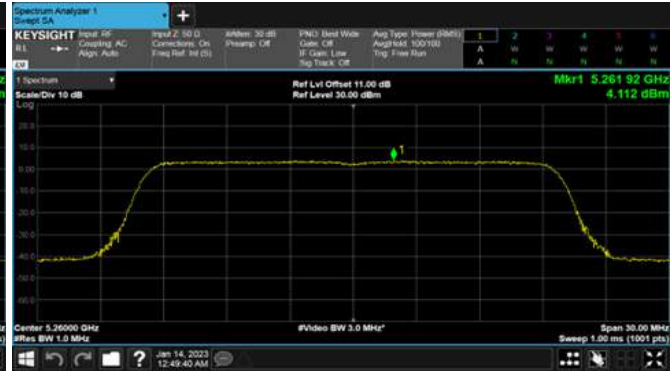 Spectrum Analyzer 1
Swept SA
+
KEYSIGHT
Input: RF
Coupling: AC
Align: Auto
Input Z: 50 Ω
Corrections: On
Freq Ref: Int (S)
Atten: 30 dB
Preamp: Off
PNO: Best Wide
Gate: Off
IF Gain: Low
Sig Track: Off
Avg Type: Power (RMS)
Avg|Hold: 100/100
Trig: Free Run
1 2 3 4 5 6
A W W W W W
A N N N N N
RL
LXI
1 Spectrum
Scale/Div 10 dB
Log
Ref Lvl Offset 11.00 dB
Ref Level 30.00 dBm
Mkr1 5.261 92 GHz
4.112 dBm
20.0
10.0
0.00
-10.0
-20.0
-30.0
-40.0
-50.0
-60.0
1
Center 5.26000 GHz
#Res BW 1.0 MHz
#Video BW 3.0 MHz*
Span 30.00 MHz
Sweep 1.00 ms (1001 pts)
?
Jan 14, 2023
12:49:40 AM